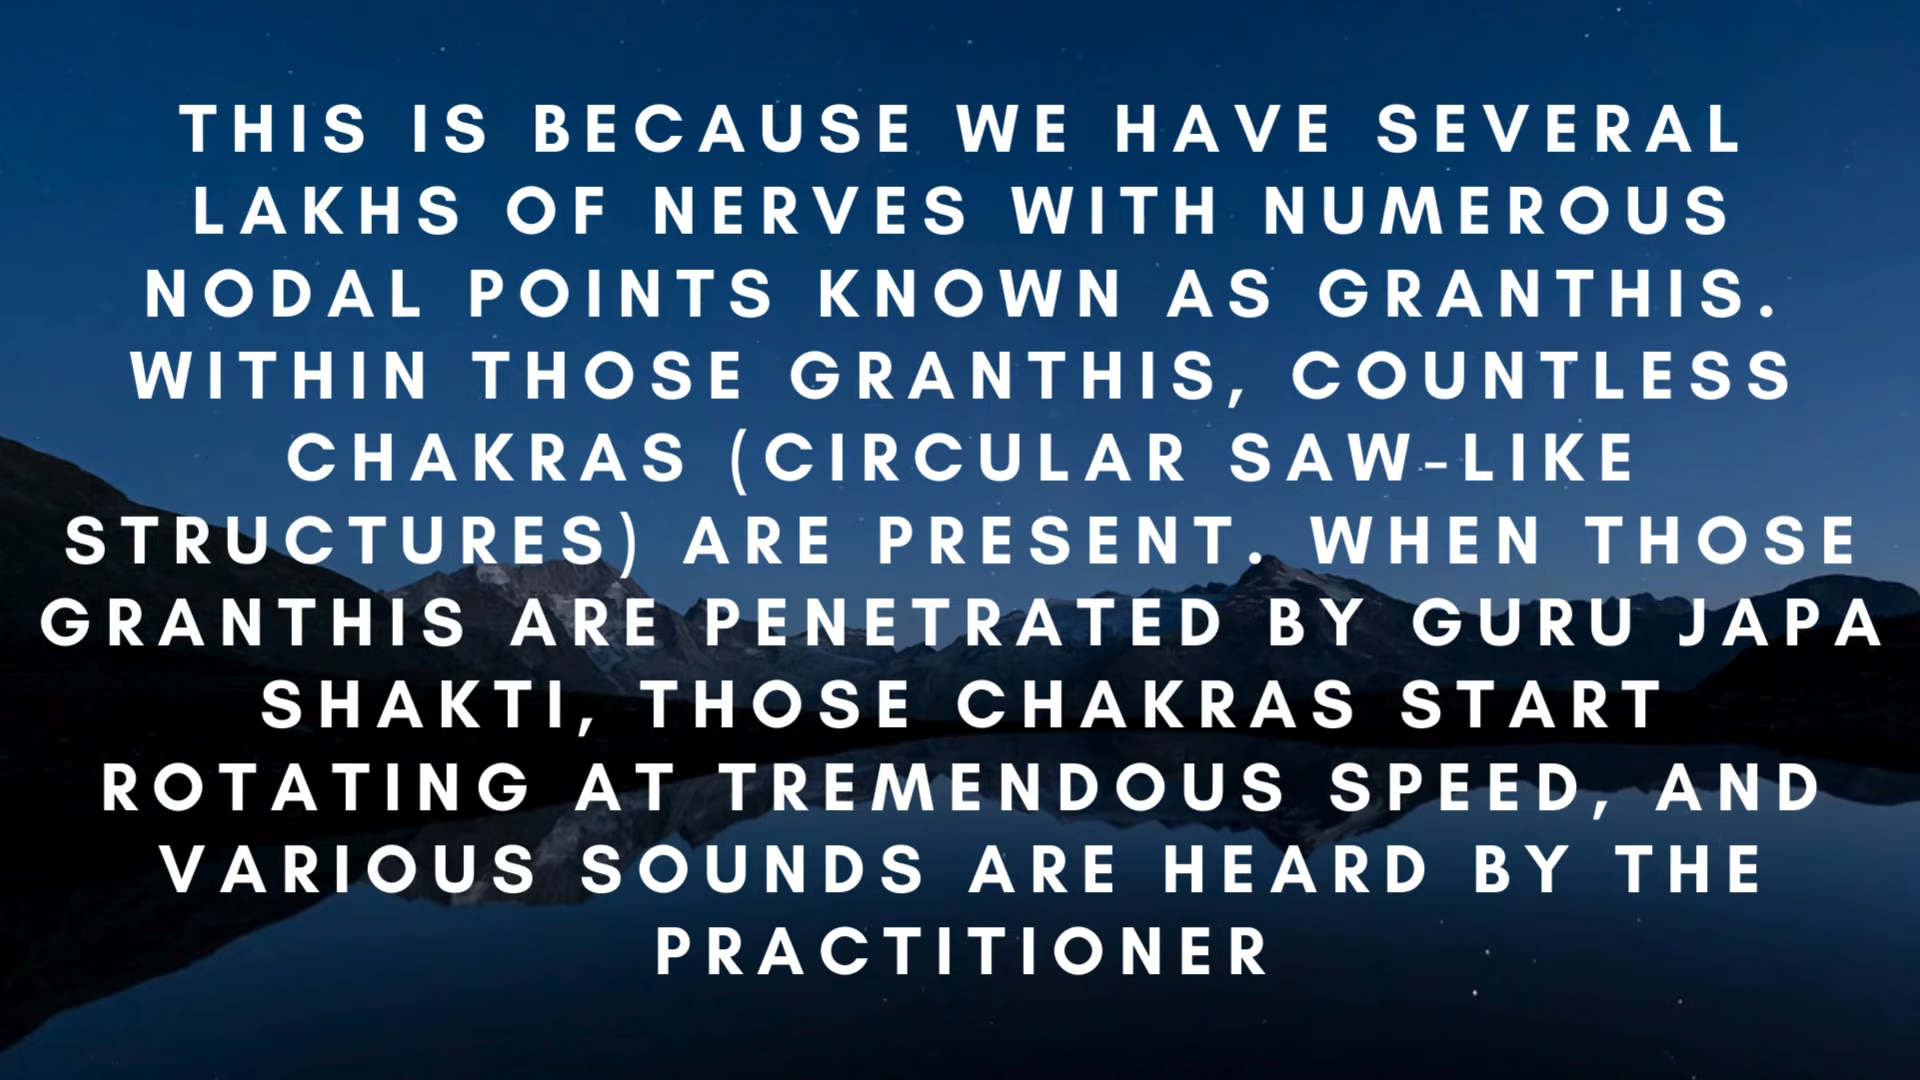 THIS IS BECAUSE WE HAVE SEVERAL
LAKHS OF NERVES WITH NUMEROUS
NODAL POINTS KNOWN AS GRANTHIS.
WITHIN THOSE GRANTHIS, COUNTLESS
CHAKRAS (CIRCULAR SAW-LIKE
STRUCTURES) ARE PRESENT. WHEN THOSE
GRANTHIS ARE PENETRATED BY GURU JAPA
SHAKTI, THOSE CHAKRAS START
ROTATING AT TREMENDOUS SPEED, AND
VARIOUS SOUNDS ARE HEARD BY THE
PRACTITIONER